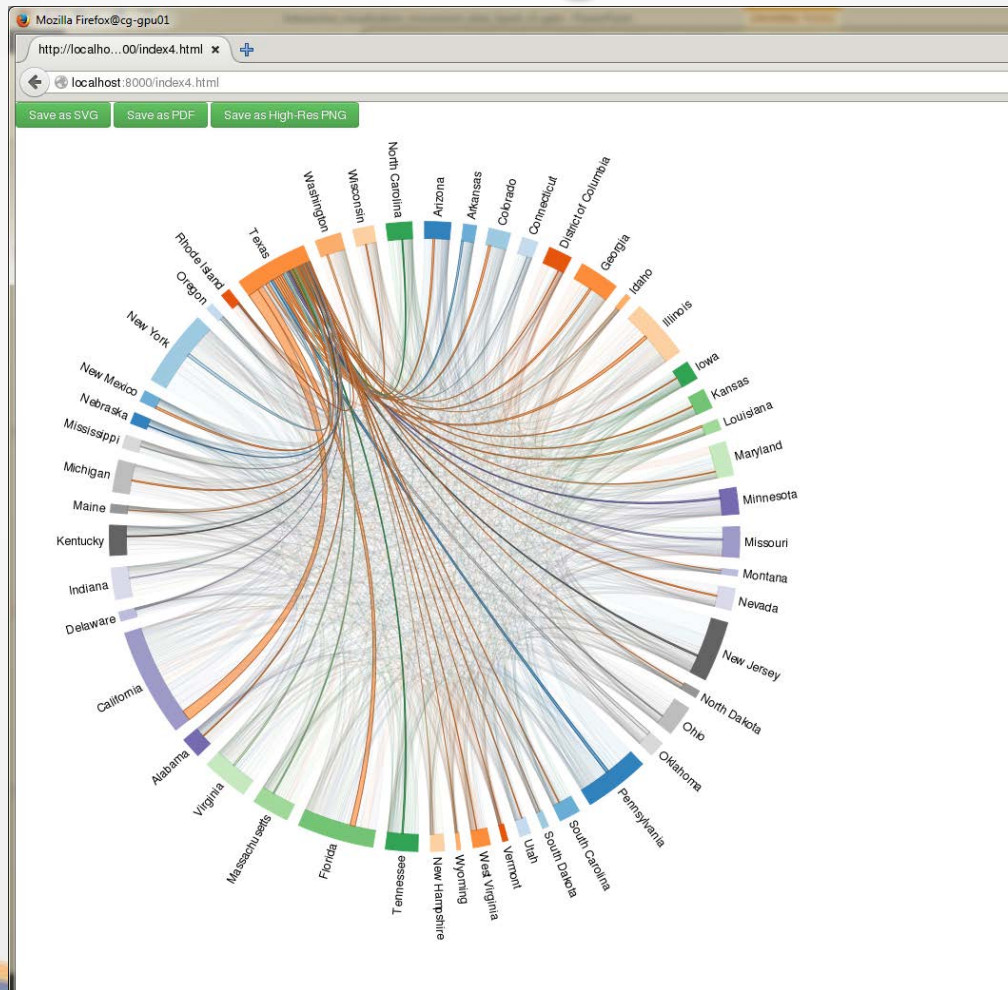 Mozilla Firefox@cg-gpu01
http://localho...00/index4.html
localhost:8000/index4.html
Save as SVG Save as PDF Save as High-Res PNG
North Carolina
Arizona
Arkansas
Colorado
Connecticut
District of Columbia
Georgia
Idaho
Illinois
Iowa
Kansas
Louisiana
Maryland
Minnesota
Missouri
Montana
Nevada
New Jersey
North Dakota
Ohio
Oklahoma
Pennsylvania
South Carolina
South Dakota
Utah
Vermont
West Virginia
Wyoming
New Hampshire
Tennessee
Florida
Massachusetts
Virginia
Alabama
California
Delaware
Indiana
Kentucky
Maine
Michigan
Mississippi
Nebraska
New Mexico
New York
Oregon
Rhode Island
Texas
Washington
Wisconsin